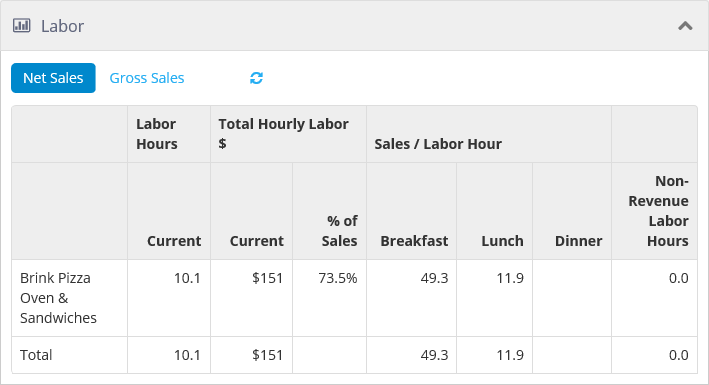 Labor
Net Sales Gross Sales
Labor Hours Total Hourly Labor $ Sales / Labor Hour
Current Current % of Sales Breakfast Lunch Dinner Non-Revenue Labor Hours
Brink Pizza Oven & Sandwiches 10.1 $151 73.5% 49.3 11.9 0.0
Total 10.1 $151 49.3 11.9 0.0